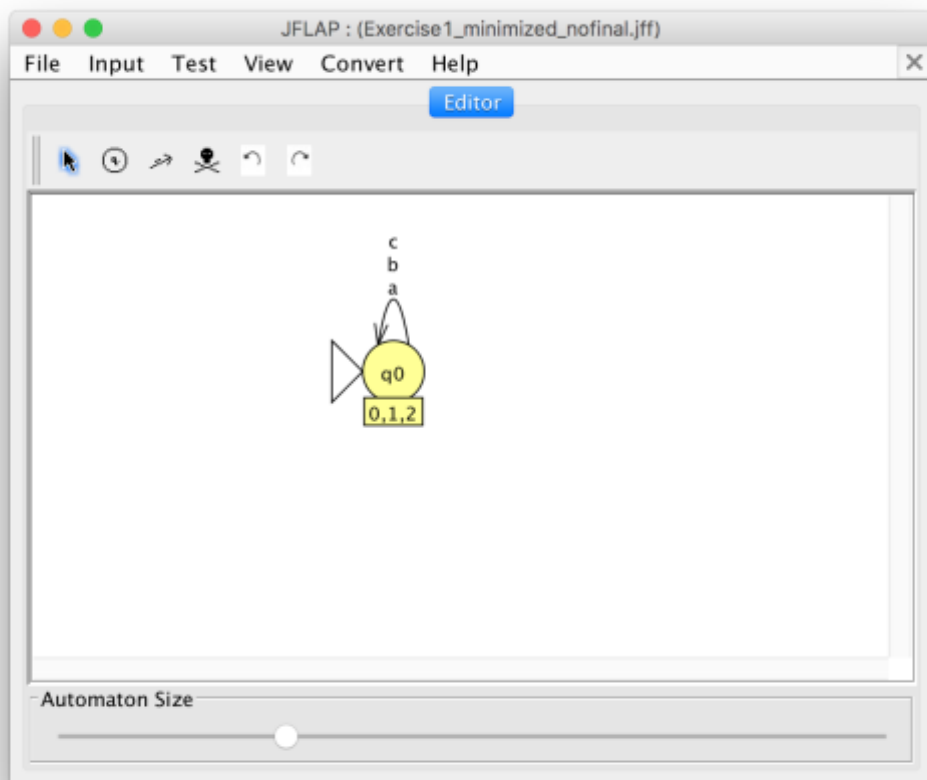 JFLAP : (Exercise1_minimized_nofinal.jff)
File Input Test View Convert Help
Editor
c
b
a
q0
0,1,2
Automaton Size